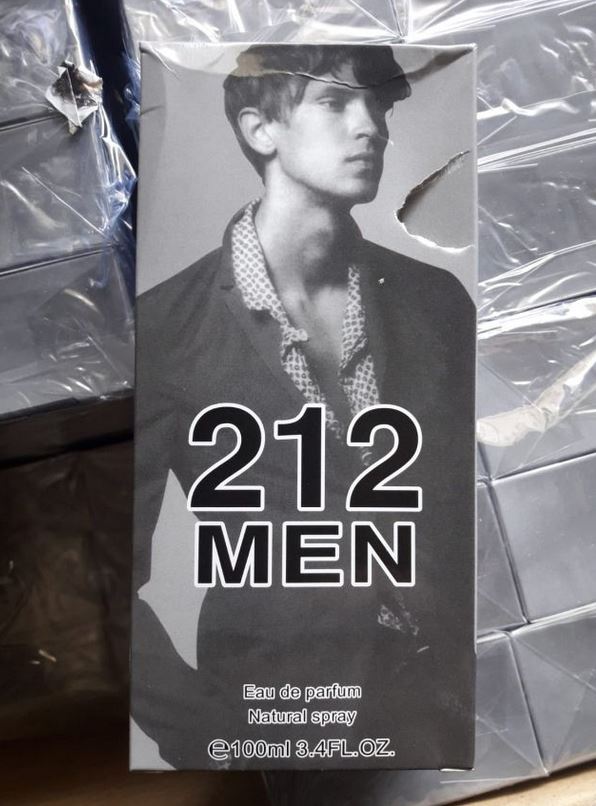 212
MEN
Eau de parfum
Natural spray
℮100ml 3.4FL.OZ.